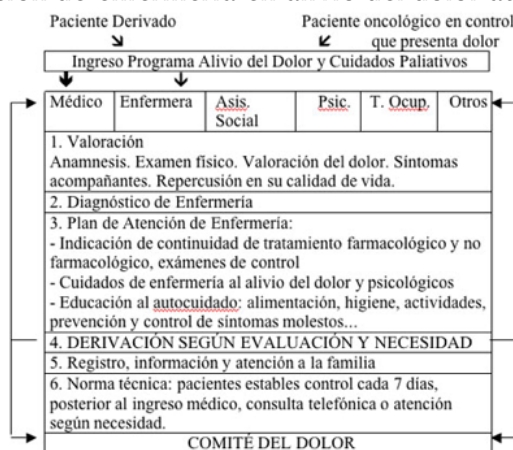 Paciente Derivado
Paciente oncológico en control
que presenta dolor
Ingreso Programa Alivio del Dolor y Cuidados Paliativos
Médico
Enfermera
Asis.
Social
Psic.
T. Ocup.
Otros
1. Valoración
Anamnesis. Examen físico. Valoración del dolor. Síntomas
acompañantes. Repercusión en su calidad de vida.
2. Diagnóstico de Enfermería
3. Plan de Atención de Enfermería:
- Indicación de continuidad de tratamiento farmacológico y no
farmacológico, exámenes de control
- Cuidados de enfermería al alivio del dolor y psicológicos
- Educación al autocuidado: alimentación, higiene, actividades,
prevención y control de síntomas molestos...
4. DERIVACIÓN SEGÚN EVALUACIÓN Y NECESIDAD
5. Registro, información y atención a la familia
6. Norma técnica: pacientes estables control cada 7 días,
posterior al ingreso médico, consulta telefónica o atención
según necesidad.
COMITÉ DEL DOLOR